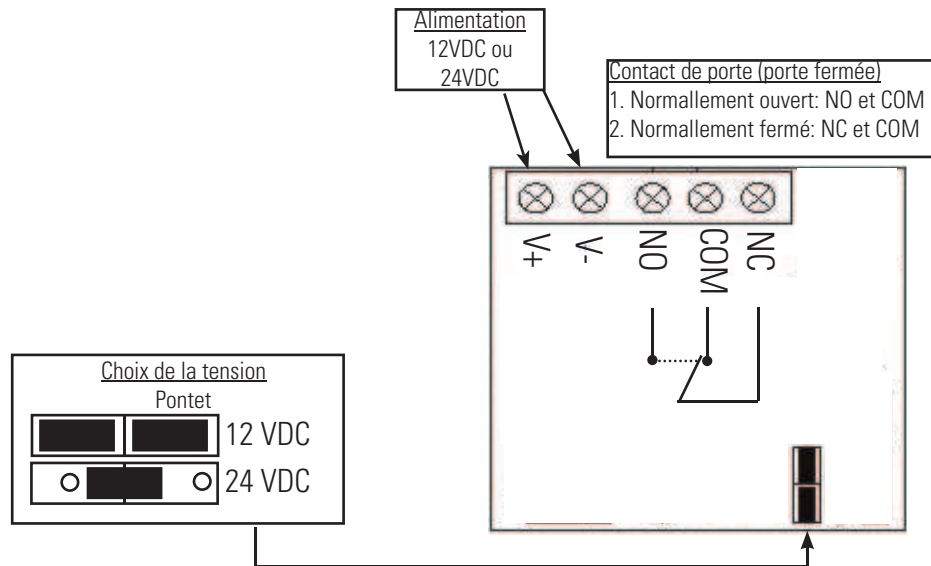 Alimentation
12VDC ou
24VDC
Contact de porte (porte fermée)
1. Normallement ouvert: NO et COM
2. Normallement fermé: NC et COM
V+
V-
NO
COM
NC
Choix de la tension
Pontet
12 VDC
24 VDC